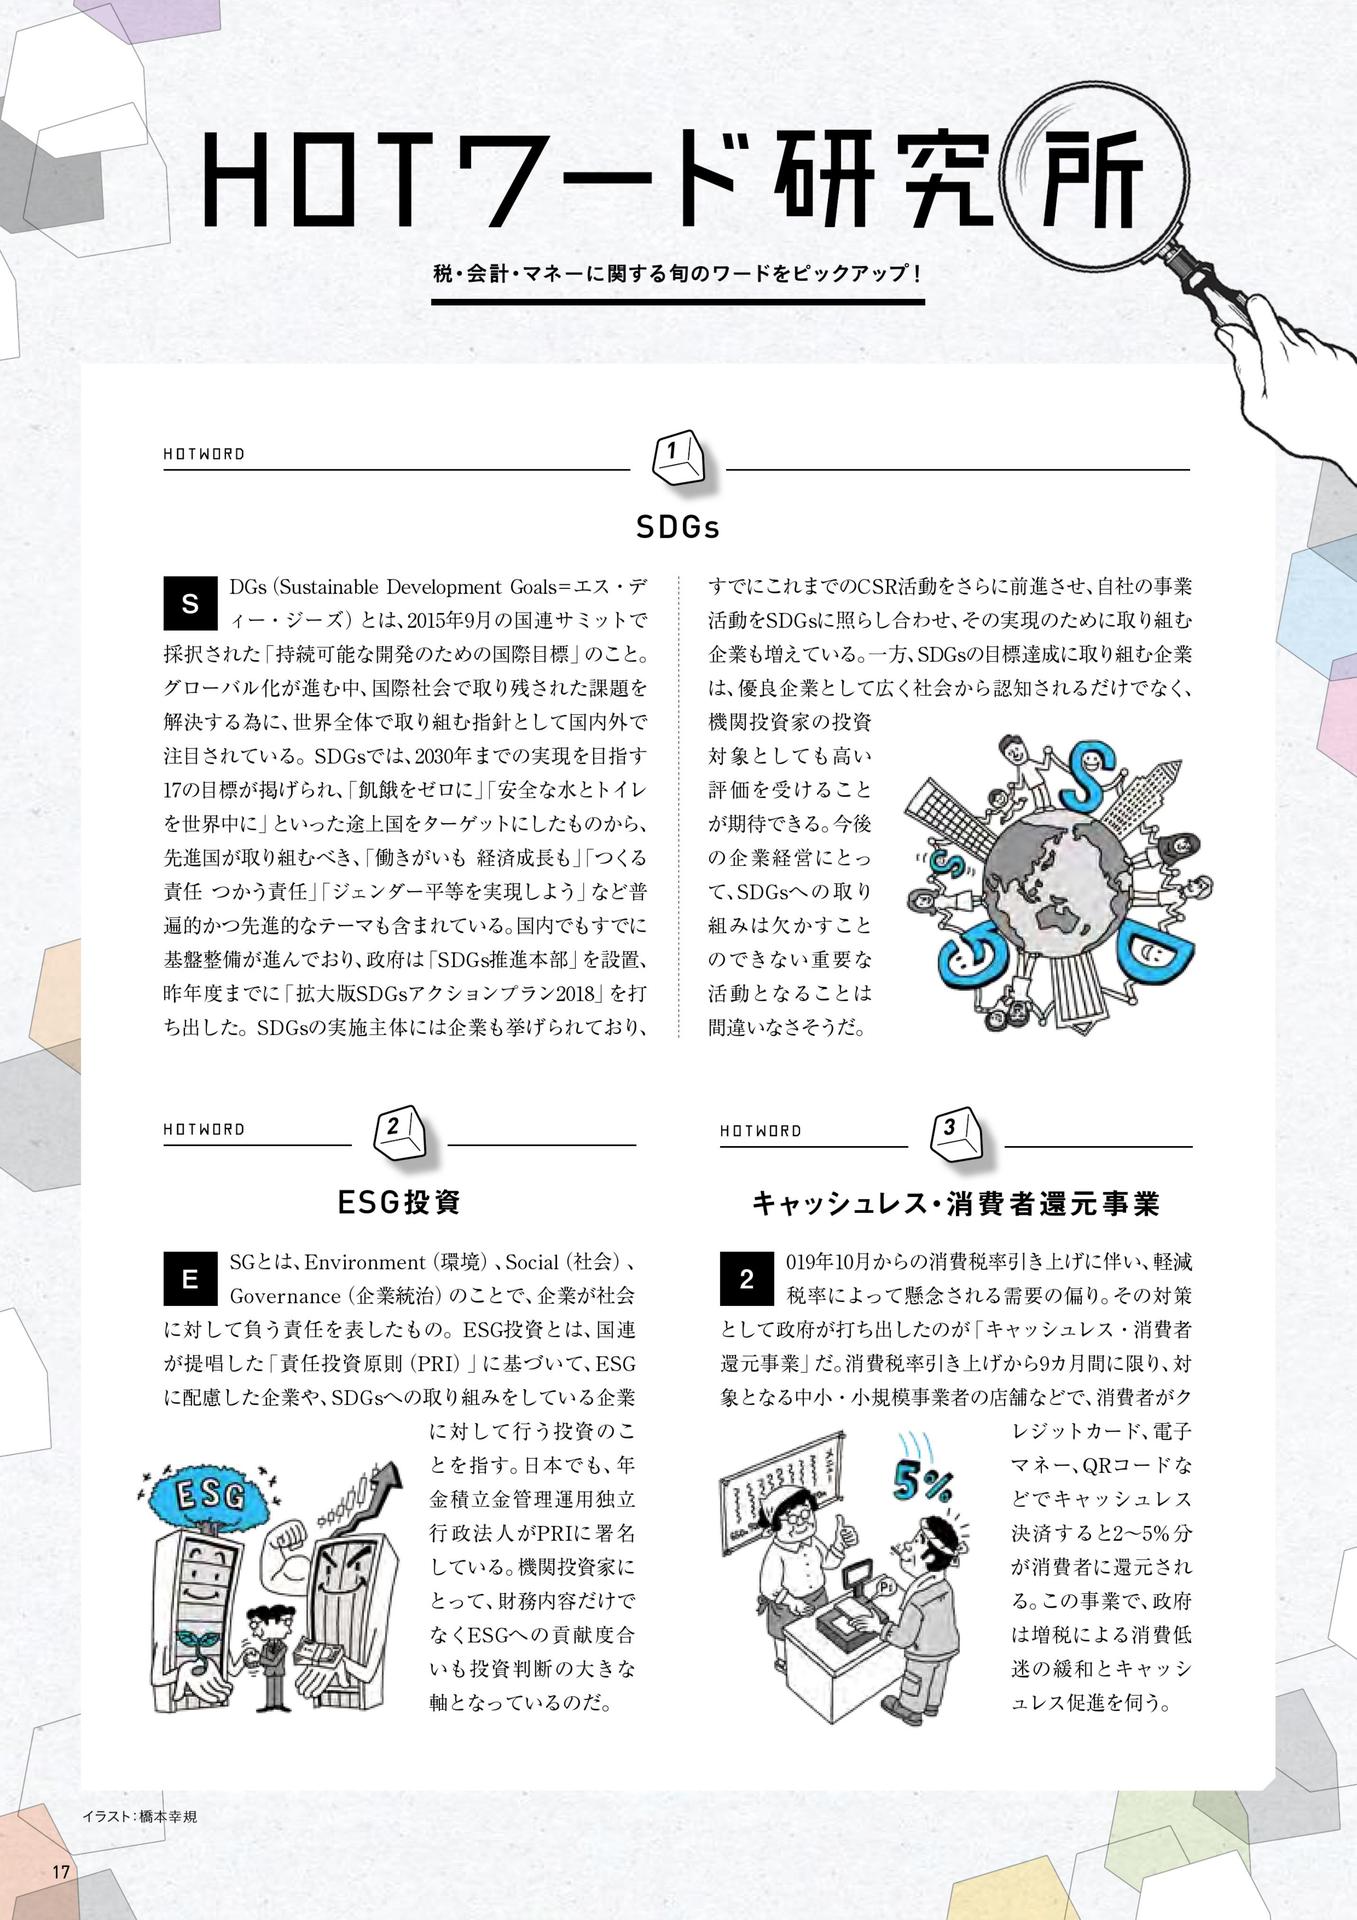 HOTワード研究所
税・会計・マネーに関する旬のワードをピックアップ！
HOTWORD
1
SDGs
SDGs（Sustainable Development Goals=エス・デ
ィー・ジーズ）とは、2015年9月の国連サミットで
採択された「持続可能な開発のための国際目標」のこと。
グローバル化が進む中、国際社会で取り残された課題を
解決する為に、世界全体で取り組む指針として国内外で
注目されている。SDGsでは、2030年までの実現を目指す
17の目標が掲げられ、「飢餓をゼロに」「安全な水とトイレ
を世界中に」といった途上国をターゲットにしたものから、
先進国が取り組むべき、「働きがいも 経済成長も」「つくる
責任 つかう責任」「ジェンダー平等を実現しよう」など普
遍的かつ先進的なテーマも含まれている。国内でもすでに
基盤整備が進んでおり、政府は「SDGs推進本部」を設置、
昨年度までに「拡大版SDGsアクションプラン2018」を打
ち出した。SDGsの実施主体には企業も挙げられており、
すでにこれまでのCSR活動をさらに前進させ、自社の事業
活動をSDGsに照らし合わせ、その実現のために取り組む
企業も増えている。一方、SDGsの目標達成に取り組む企業
は、優良企業として広く社会から認知されるだけでなく、
機関投資家の投資
対象としても高い
評価を受けること
が期待できる。今後
の企業経営にとっ
て、SDGsへの取り
組みは欠かすこと
のできない重要な
活動となることは
間違いなさそうだ。
S
D
G
s
HOTWORD
2
ESG投資
ESGとは、Environment（環境）、Social（社会）、
Governance（企業統治）のことで、企業が社会
に対して負う責任を表したもの。ESG投資とは、国連
が提唱した「責任投資原則（PRI）」に基づいて、ESG
に配慮した企業や、SDGsへの取り組みをしている企業
に対して行う投資のこ
とを指す。日本でも、年
金積立金管理運用独立
行政法人がPRIに署名
している。機関投資家に
とって、財務内容だけで
なくESGへの貢献度合
いも投資判断の大きな
軸となっているのだ。
ESG
HOTWORD
3
キャッシュレス・消費者還元事業
2019年10月からの消費税率引き上げに伴い、軽減
税率によって懸念される需要の偏り。その対策
として政府が打ち出したのが「キャッシュレス・消費者
還元事業」だ。消費税率引き上げから9カ月間に限り、対
象となる中小・小規模事業者の店舗などで、消費者がク
レジットカード、電子
マネー、QRコードな
どでキャッシュレス
決済すると2〜5%分
が消費者に還元され
る。この事業で、政府
は増税による消費低
迷の緩和とキャッシ
ュレス促進を伺う。
5%
イラスト：橋本幸規
17